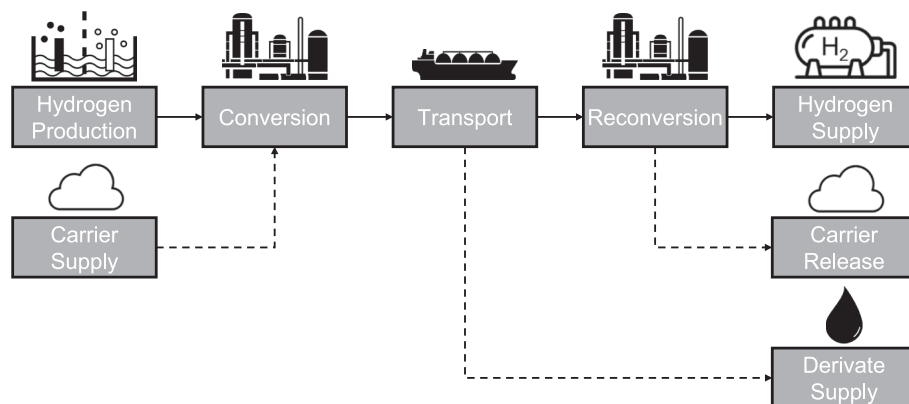 H2
Hydrogen
Production
Conversion
Transport
Reconversion
Hydrogen
Supply
Carrier
Supply
Carrier
Release
Derivate
Supply